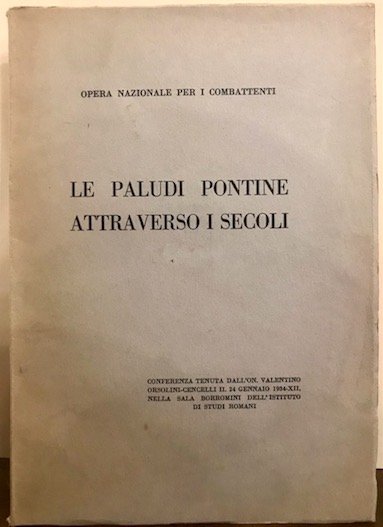 OPERA NAZIONALE PER I COMBATTENTI
LE PALUDI PONTINE
ATTRAVERSO I SECOLI
CONFERENZA TENUTA DALL'ON. VALENTINO
ORSOLINI-CENCELLI IL 24 GENNAIO 1934-XII,
NELLA SALA BORROMINI DELL'ISTITUTO
DI STUDI ROMANI